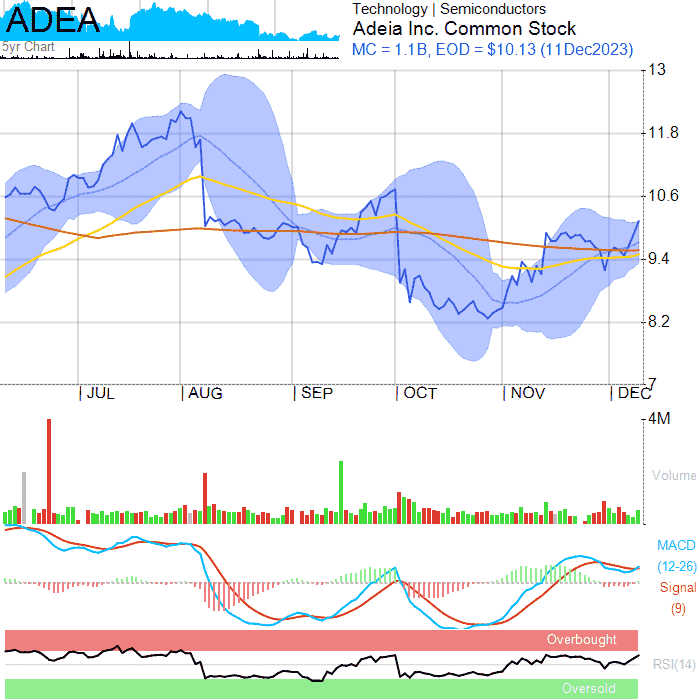 ADEA
5yr Chart
Technology | Semiconductors
Adeia Inc. Common Stock
MC = 1.1B, EOD = $10.13 (11Dec2023)
13
11.8
10.6
9.4
8.2
7
| JUL | AUG | SEP | OCT | NOV | DEC
4M
Volume
MACD
(12-26)
Signal
(9)
Overbought
RSI(14)
Oversold